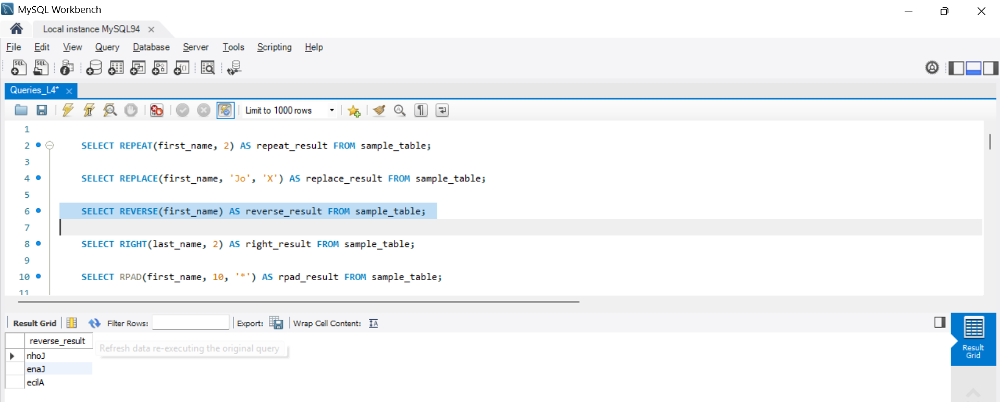 MySQL Workbench
Local instance MySQL94
File Edit View Query Database Server Tools Scripting Help
SQL SQL
Queries_L4*
Limit to 1000 rows
1
2 SELECT REPEAT(first_name, 2) AS repeat_result FROM sample_table;
3
4 SELECT REPLACE(first_name, 'Jo', 'X') AS replace_result FROM sample_table;
5
6 SELECT REVERSE(first_name) AS reverse_result FROM sample_table;
7
8 SELECT RIGHT(last_name, 2) AS right_result FROM sample_table;
9
10 SELECT RPAD(first_name, 10, '*') AS rpad_result FROM sample_table;
11
Result Grid Filter Rows: Export: Wrap Cell Content:
reverse_result
Refresh data re-executing the original query
nhoJ
enaJ
ecilA
Result
Grid